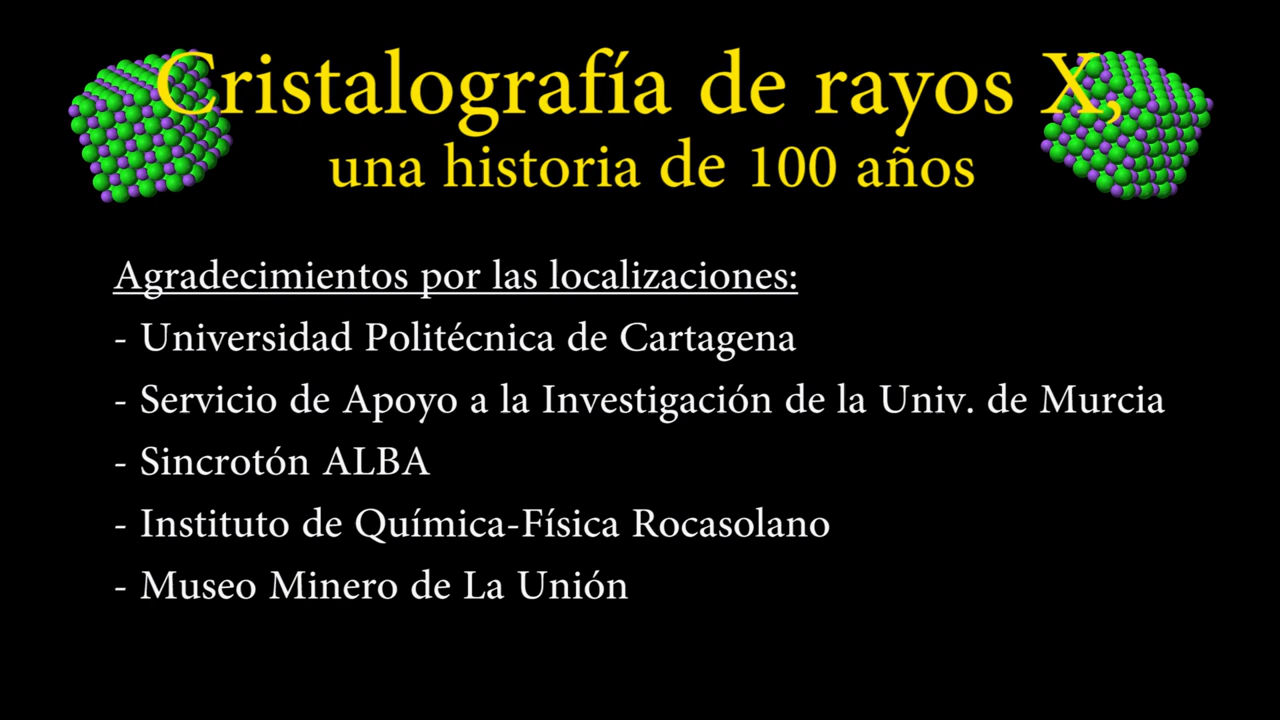 Cristalografía de rayos X,
una historia de 100 años
Agradecimientos por las localizaciones:
- Universidad Politécnica de Cartagena
- Servicio de Apoyo a la Investigación de la Univ. de Murcia
- Sincrotón ALBA
- Instituto de Química-Física Rocasolano
- Museo Minero de La Unión